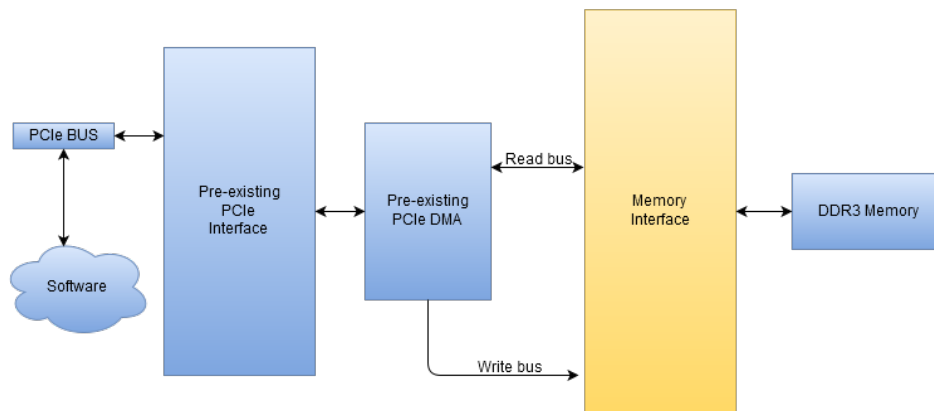 PCIe BUS
Software
Pre-existing
PCIe
Interface
Pre-existing
PCIe DMA
Read bus
Write bus
Memory
Interface
DDR3 Memory